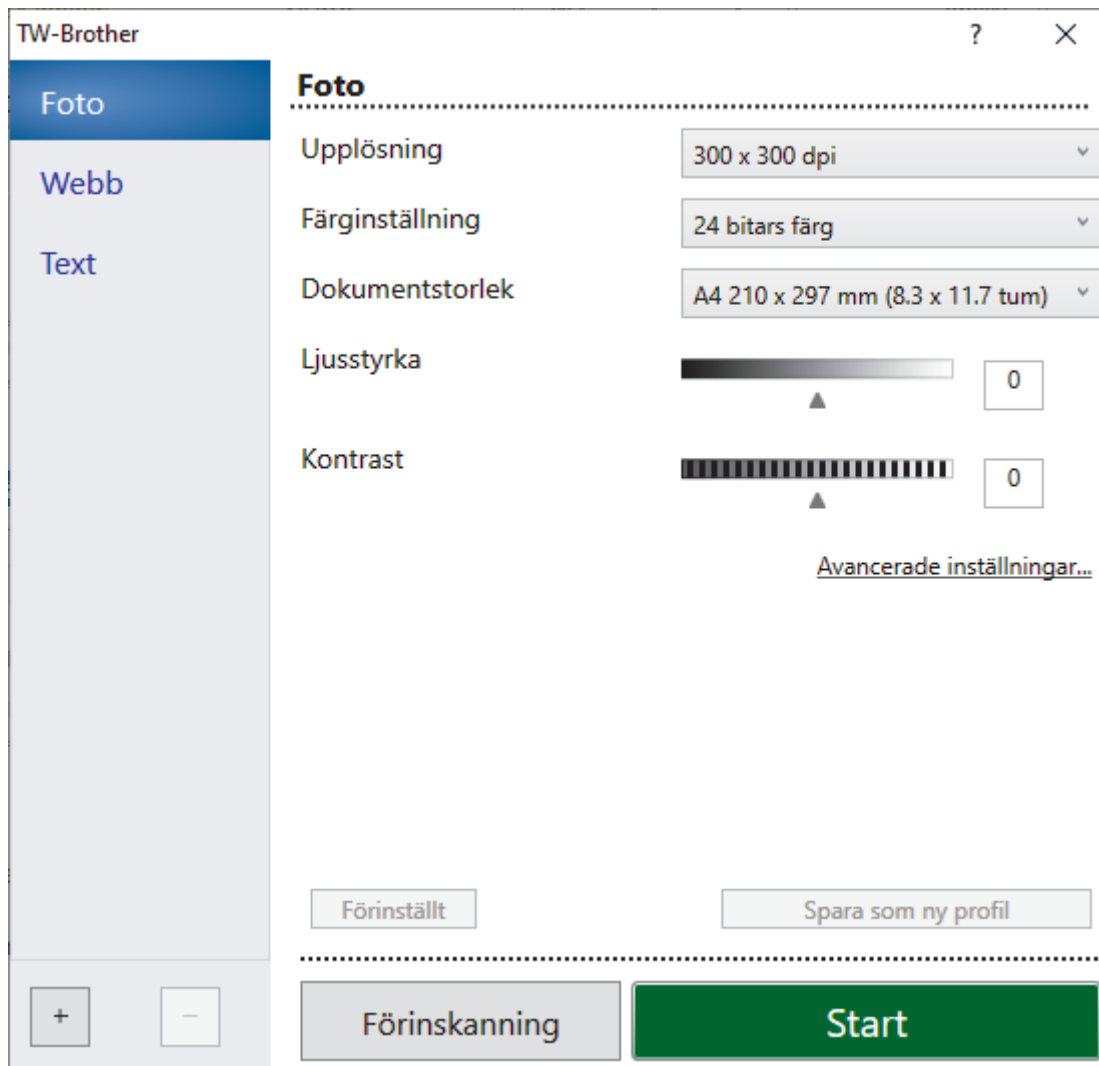 TW-Brother
?
Foto
Webb
Text
Foto
Upplösning
300 x 300 dpi
Färginställning
24 bitars färg
Dokumentstorlek
A4 210 x 297 mm (8.3 x 11.7 tum)
Ljusstyrka
0
Kontrast
0
Avancerade inställningar...
Förinställt
Spara som ny profil
+
−
Förinskanning
Start